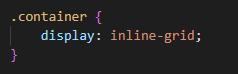 .container {
    display: inline-grid;
}